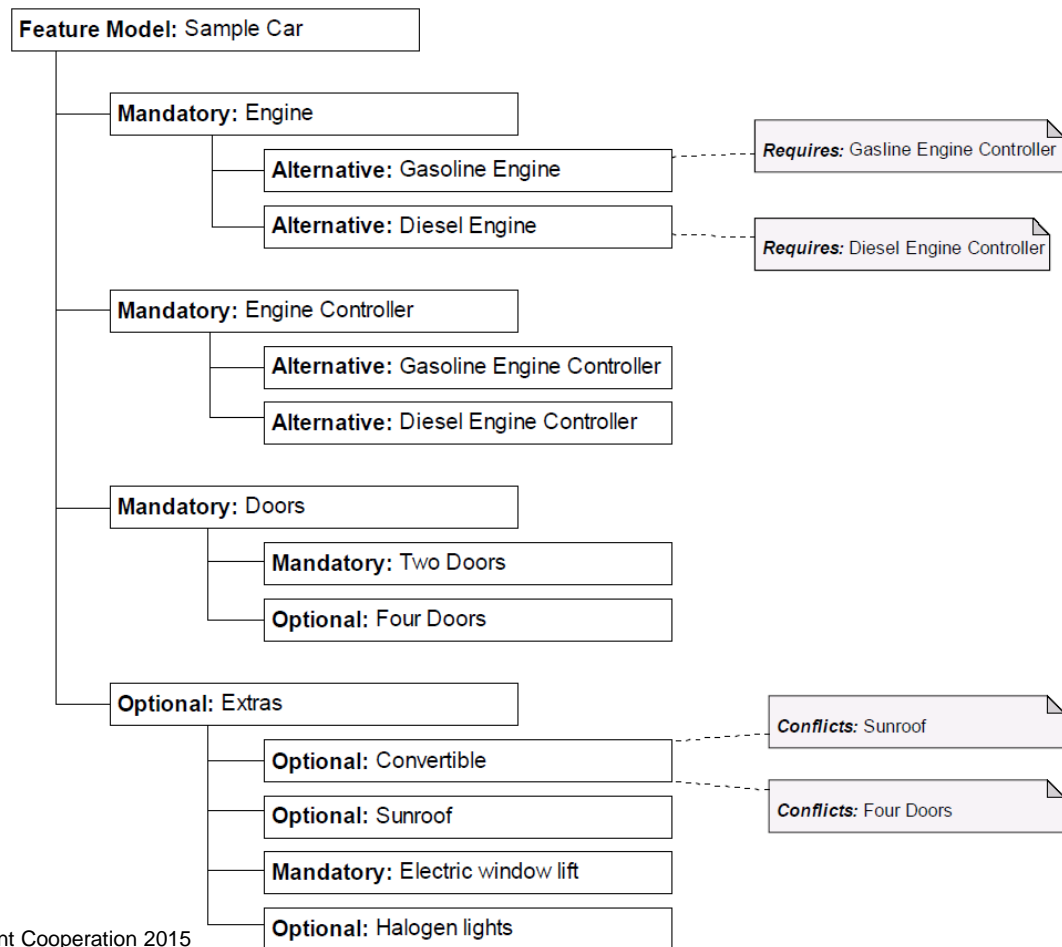 Feature Model: Sample Car
Mandatory: Engine
Alternative: Gasoline Engine
Requires: Gasline Engine Controller
Alternative: Diesel Engine
Requires: Diesel Engine Controller
Mandatory: Engine Controller
Alternative: Gasoline Engine Controller
Alternative: Diesel Engine Controller
Mandatory: Doors
Mandatory: Two Doors
Optional: Four Doors
Optional: Extras
Conflicts: Sunroof
Optional: Convertible
Optional: Sunroof
Conflicts: Four Doors
Mandatory: Electric window lift
Optional: Halogen lights
nt Cooperation 2015